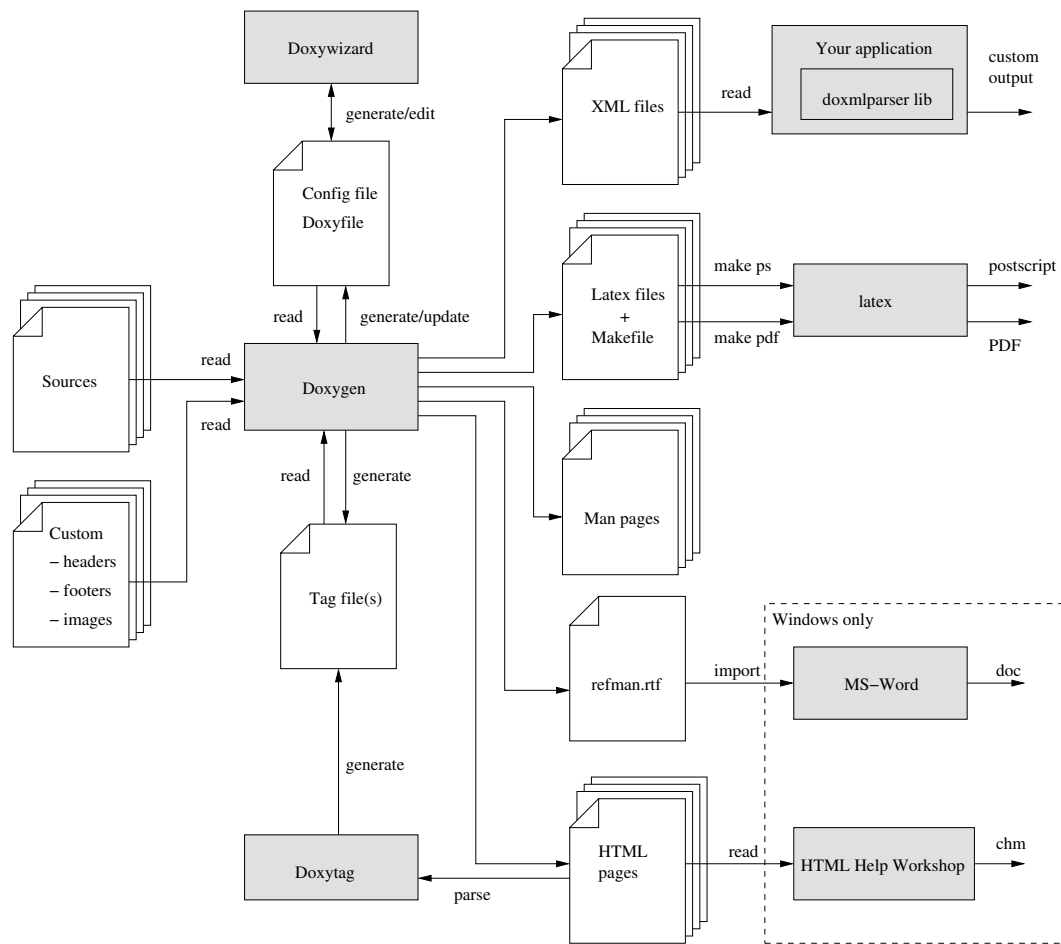 Doxywizard
generate/edit
Config file
Doxyfile
read
generate/update
Sources
read
Doxygen
read
Custom
– headers
– footers
– images
read
generate
Tag file(s)
generate
Doxytag
parse
XML files
read
Your application
doxmlparser lib
custom
output
Latex files
+
Makefile
make ps
make pdf
latex
postscript
PDF
Man pages
refman.rtf
import
Windows only
MS–Word
doc
HTML
pages
read
HTML Help Workshop
chm